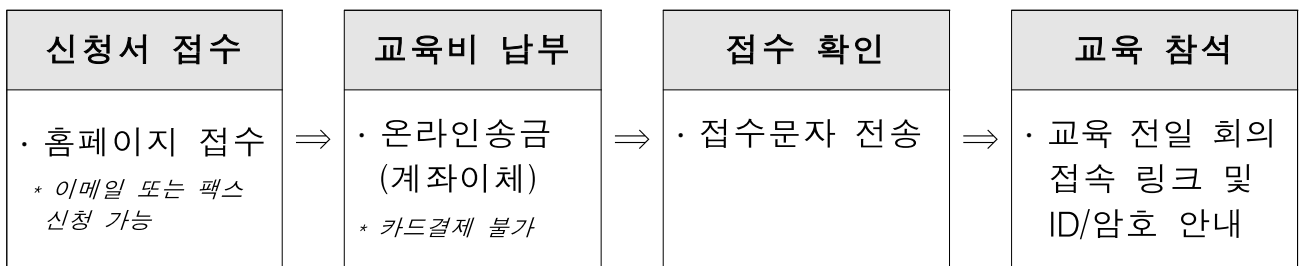 신청서 접수
· 홈페이지 접수
* 이메일 또는 팩스
신청 가능
⇒
교육비 납부
· 온라인송금
(계좌이체)
* 카드결제 불가
⇒
접수 확인
· 접수문자 전송
⇒
교육 참석
· 교육 전일 회의
접속 링크 및
ID/암호 안내